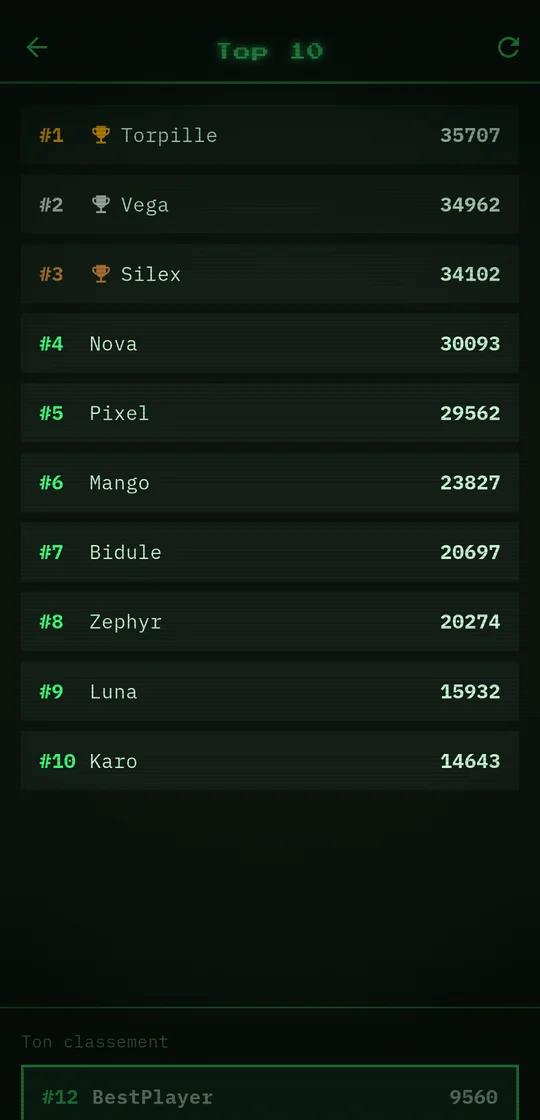 Top 10
#1 Torpille 35707
#2 Vega 34962
#3 Silex 34102
#4 Nova 30093
#5 Pixel 29562
#6 Mango 23827
#7 Bidule 20697
#8 Zephyr 20274
#9 Luna 15932
#10 Karo 14643
Ton classement
#12 BestPlayer 9560